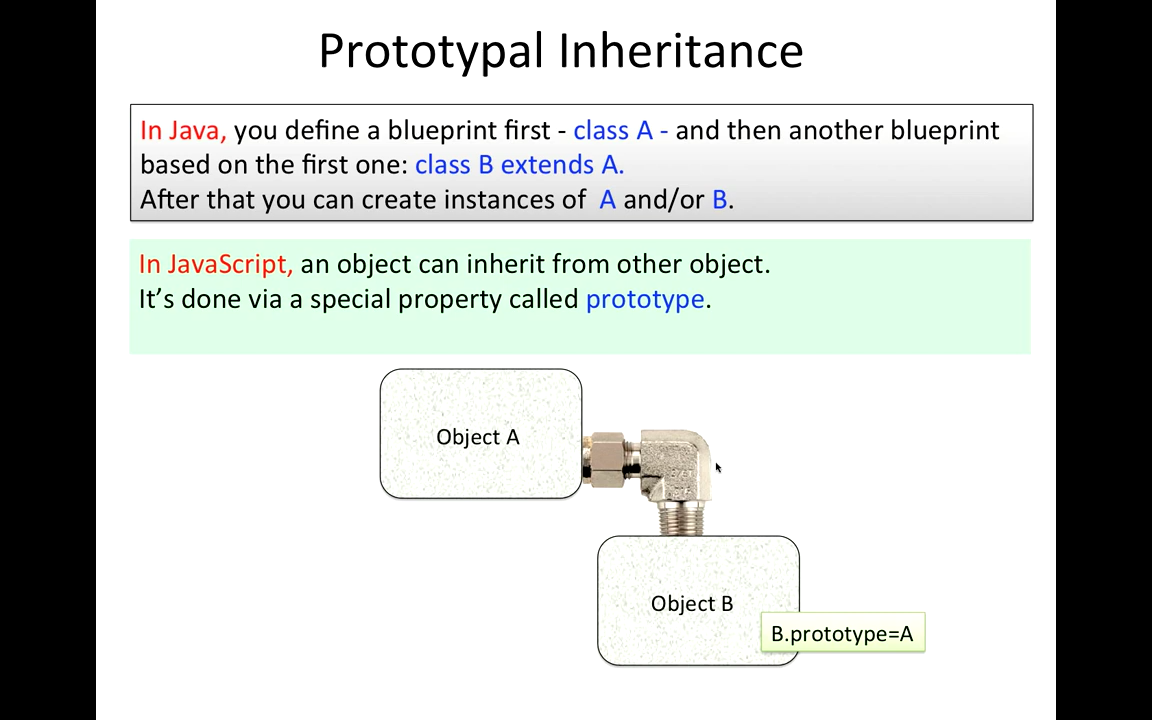 Prototypal Inheritance
In Java, you define a blueprint first - class A - and then another blueprint
based on the first one: class B extends A.
After that you can create instances of A and/or B.
In JavaScript, an object can inherit from other object.
It's done via a special property called prototype.
Object A
Object B
B.prototype=A